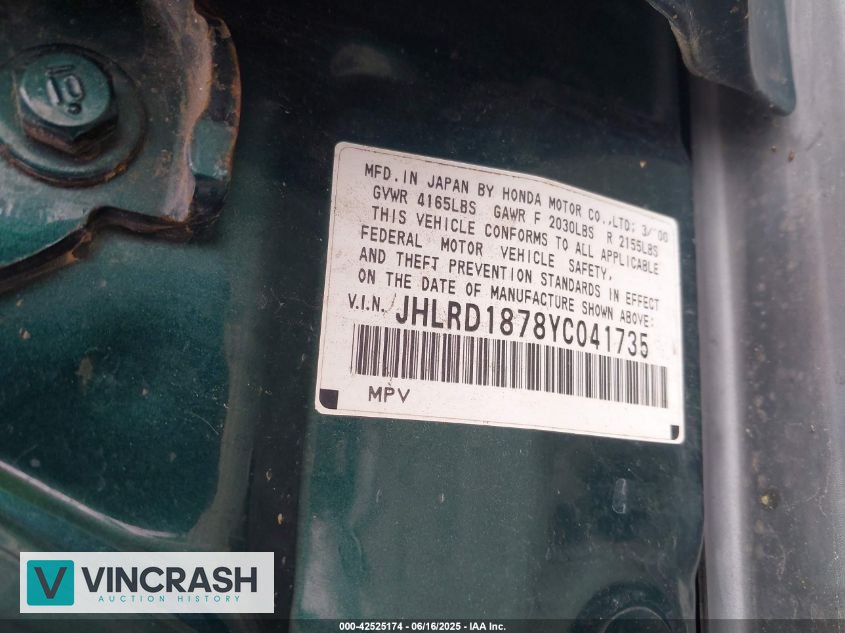 MFD. IN JAPAN BY HONDA MOTOR CO.,LTD; 3/'00
GVWR 4165LBS GAWR F 2030LBS R 2155LBS
THIS VEHICLE CONFORMS TO ALL APPLICABLE
FEDERAL MOTOR VEHICLE SAFETY,
AND THEFT PREVENTION STANDARDS IN EFFECT
ON THE DATE OF MANUFACTURE SHOWN ABOVE:
V.I.N. JHLRD1878YC041735
MPV
V VINCRASH
AUCTION HISTORY
000-42525174 - 06/16/2025 - IAA Inc.